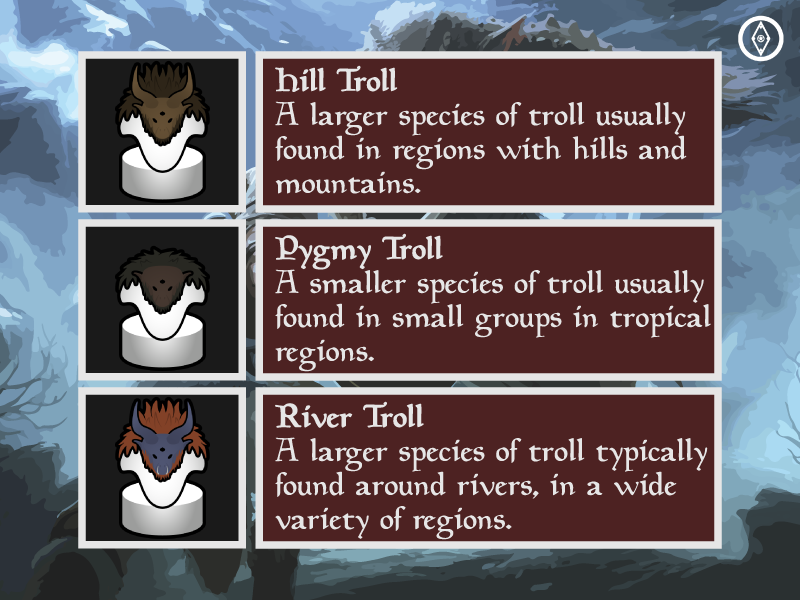 Hill Troll
A larger species of troll usually
found in regions with hills and
mountains.
Pygmy Troll
A smaller species of troll usually
found in small groups in tropical
regions.
River Troll
A larger species of troll typically
found around rivers, in a wide
variety of regions.